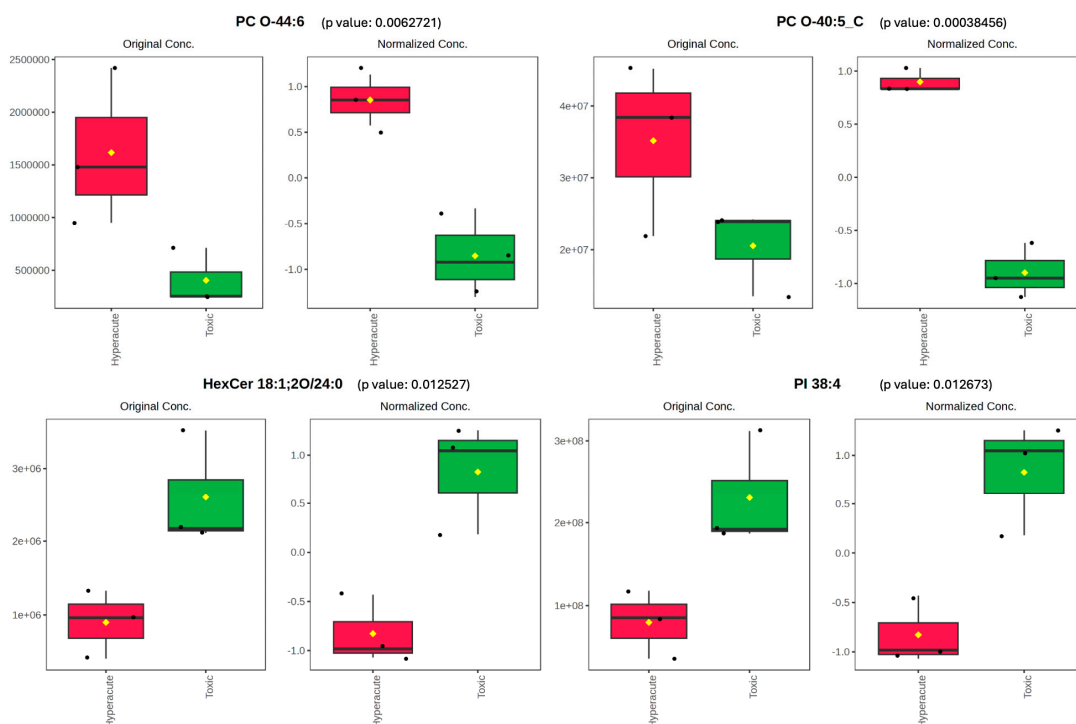 PC O-44:6 (p value: 0.0062721)
Original Conc.
Normalized Conc.
2500000
2000000
1500000
1000000
500000
1.0
0.5
0.0
-0.5
-1.0
Hyperacute
Toxic
Hyperacute
Toxic
PC O-40:5_C (p value: 0.00038456)
Original Conc.
Normalized Conc.
4e+07
3e+07
2e+07
1.0
0.5
0.0
-0.5
-1.0
Hyperacute
Toxic
Hyperacute
Toxic
HexCer 18:1;2O/24:0 (p value: 0.012527)
Original Conc.
Normalized Conc.
3e+06
2e+06
1e+06
1.0
0.5
0.0
-0.5
-1.0
Hyperacute
Toxic
Hyperacute
Toxic
PI 38:4 (p value: 0.012673)
Original Conc.
Normalized Conc.
3e+08
2e+08
1e+08
1.0
0.5
0.0
-0.5
-1.0
Hyperacute
Toxic
Hyperacute
Toxic